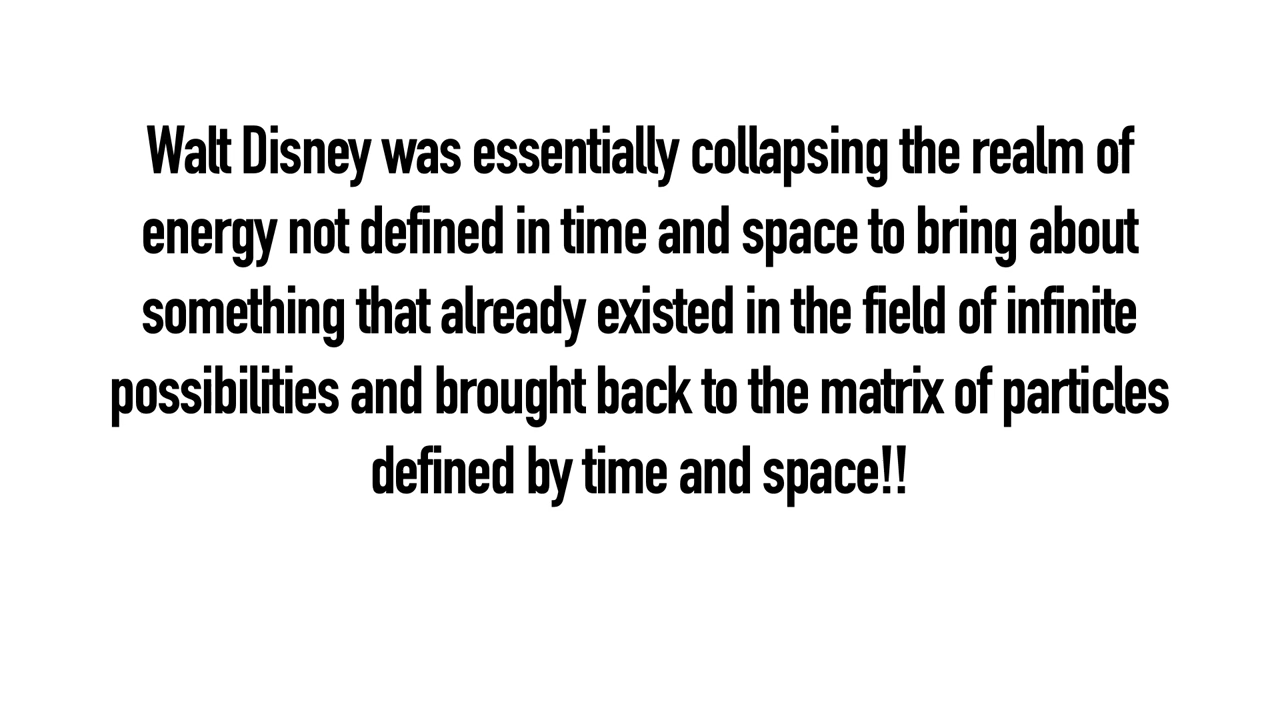 Walt Disney was essentially collapsing the realm of
energy not defined in time and space to bring about
something that already existed in the field of infinite
possibilities and brought back to the matrix of particles
defined by time and space!!